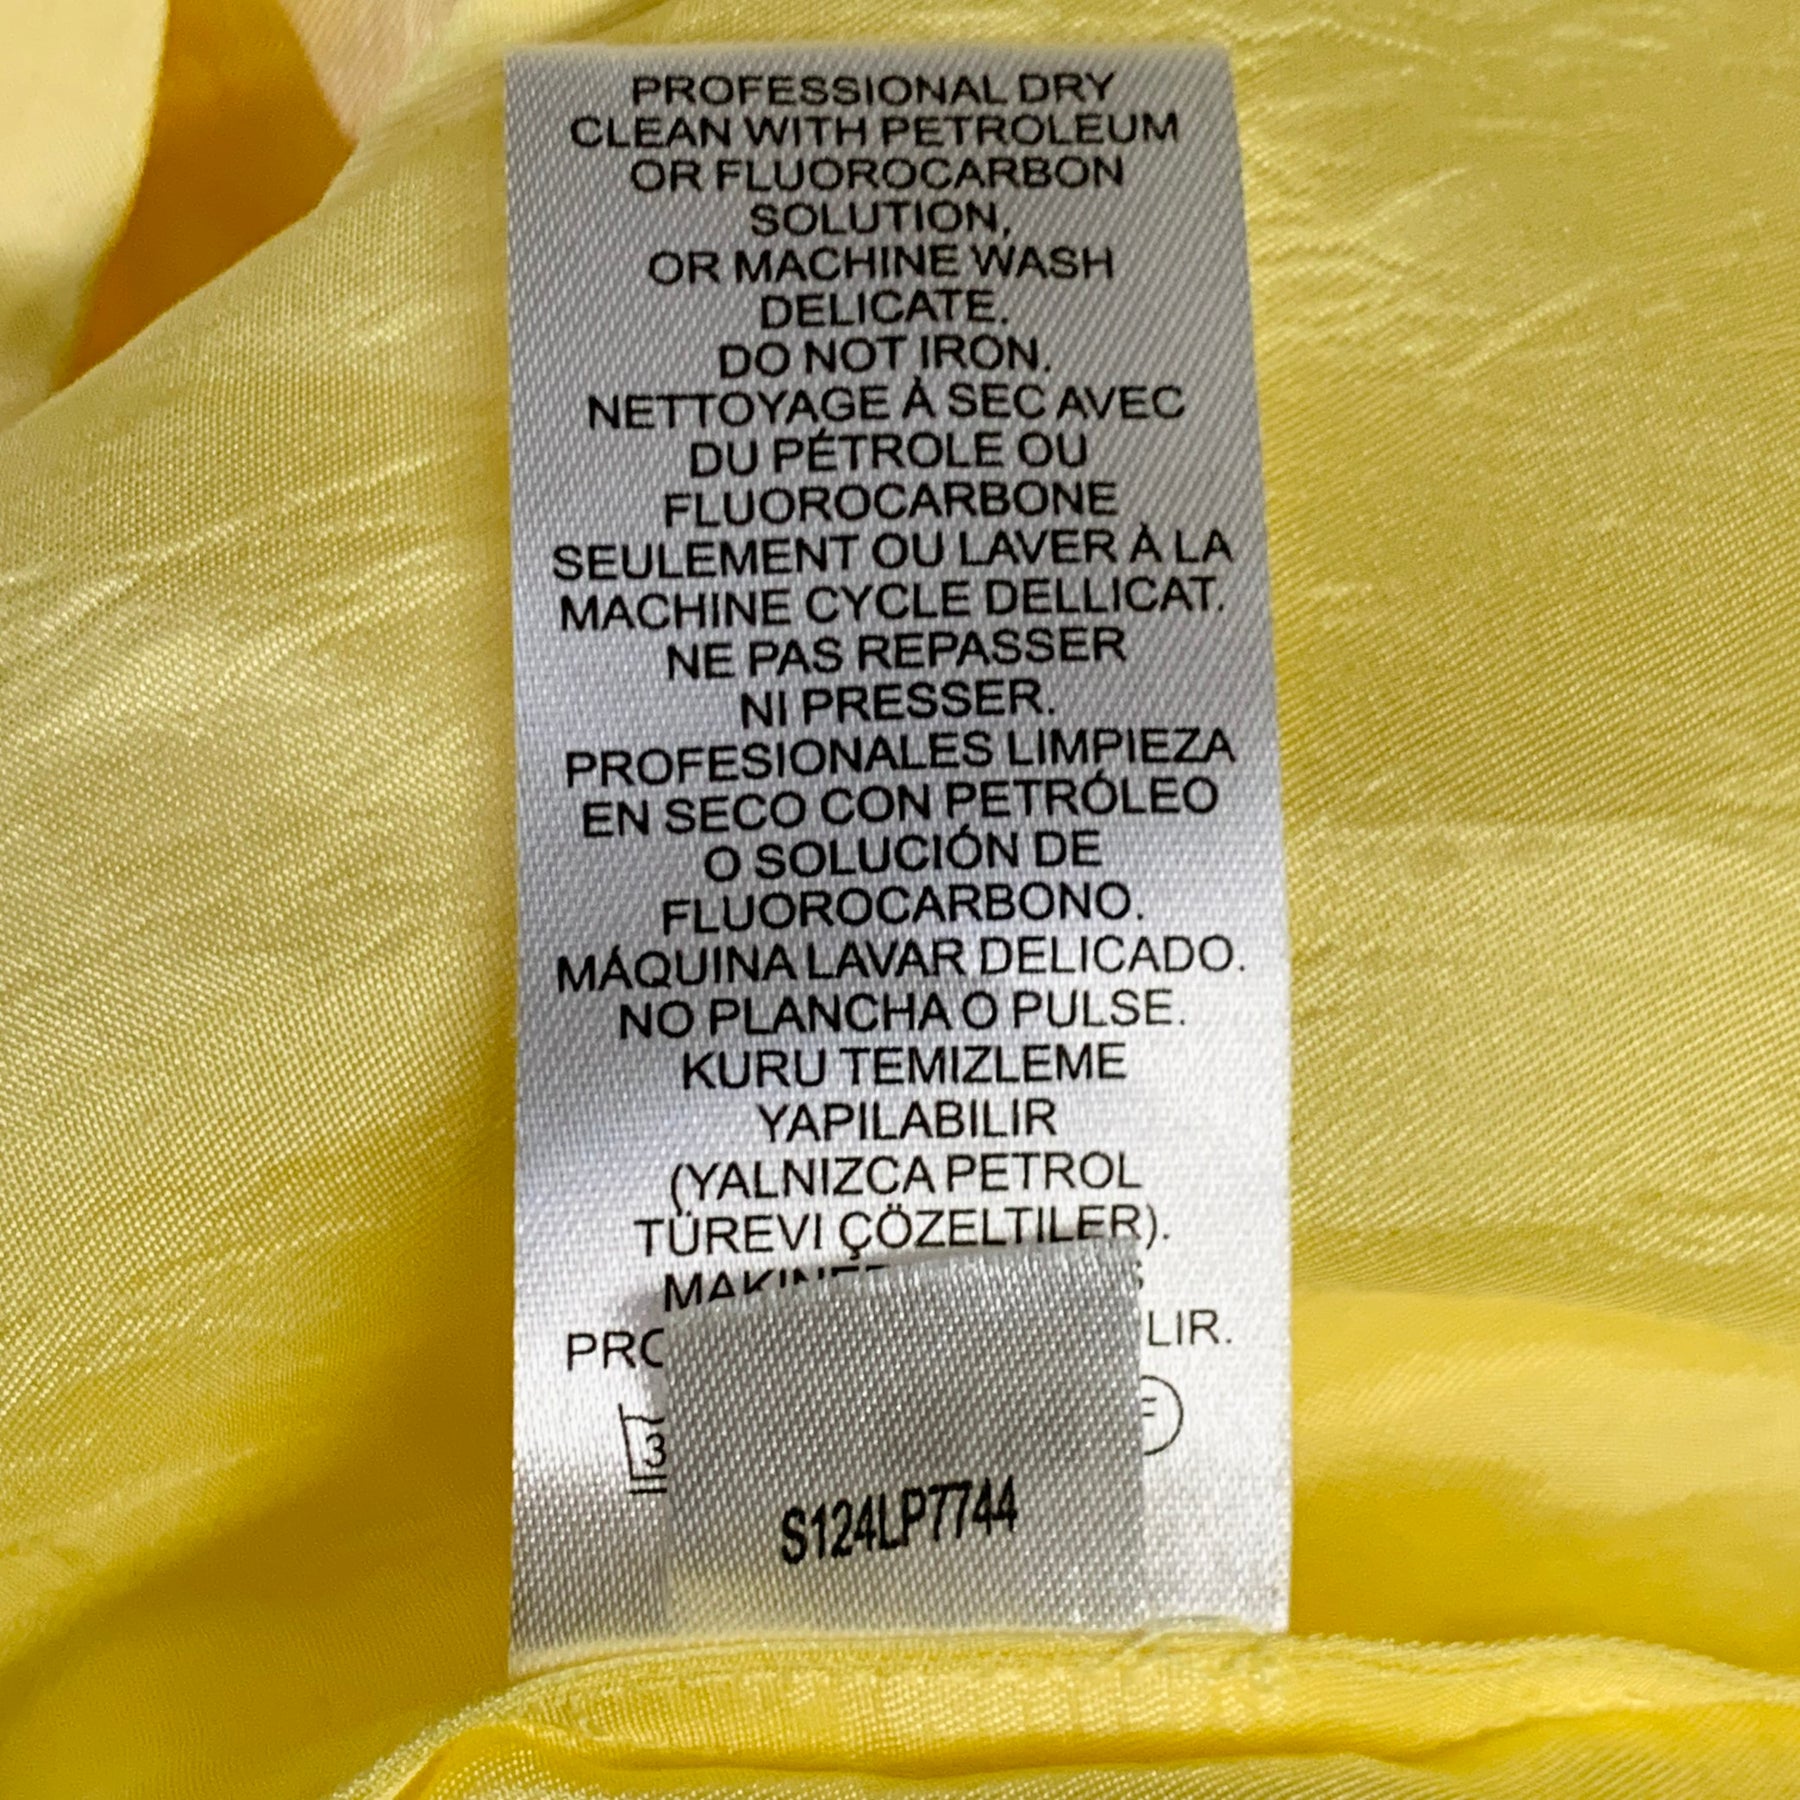 PROFESSIONAL DRY
CLEAN WITH PETROLEUM
OR FLUOROCARBON
SOLUTION,
OR MACHINE WASH
DELICATE.
DO NOT IRON.
NETTOYAGE À SEC AVEC
DU PÉTROLE OU
FLUOROCARBONE
SEULEMENT OU LAVER À LA
MACHINE CYCLE DELLICAT.
NE PAS REPASSER
NI PRESSER.
PROFESIONALES LIMPIEZA
EN SECO CON PETRÓLEO
O SOLUCIÓN DE
FLUOROCARBONO.
MÁQUINA LAVAR DELICADO.
NO PLANCHA O PULSE.
KURU TEMIZLEME
YAPILABILIR
(YALNIZCA PETROL
TÜREVI ÇÖZELTILER).
S124LP7744